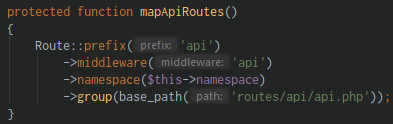 protected function mapApiRoutes()
{
    Route::prefix( prefix: 'api')
        ->middleware( middleware: 'api')
        ->namespace($this->namespace)
        ->group(base_path( path: 'routes/api/api.php'));
}